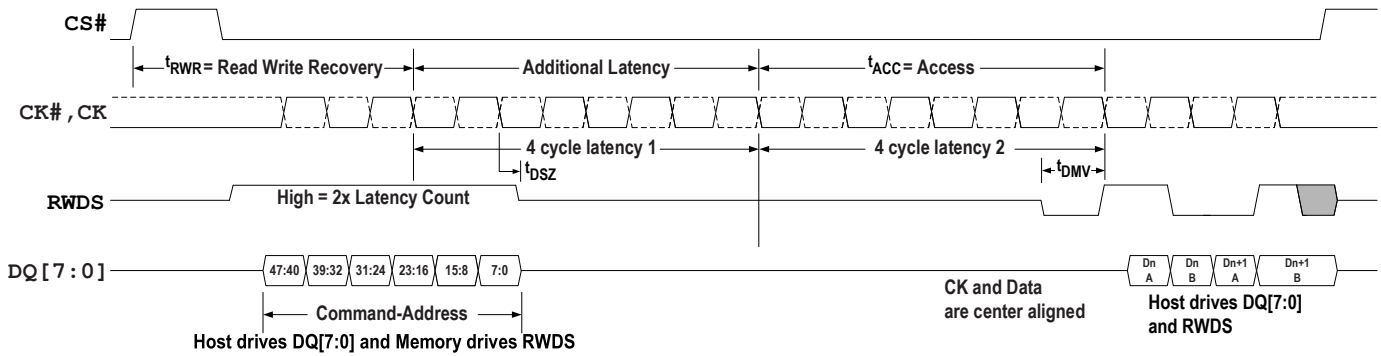 CS#
tRWR= Read Write Recovery
Additional Latency
tACC= Access
CK#,CK
4 cycle latency 1
4 cycle latency 2
tDSZ
tDMV
RWDS
High = 2x Latency Count
DQ[7:0]
47:40 39:32 31:24 23:16 15:8 7:0
Dn A
Dn B
Dn+1 A
Dn+1 B
CK and Data
are center aligned
Command-Address
Host drives DQ[7:0]
and RWDS
Host drives DQ[7:0] and Memory drives RWDS